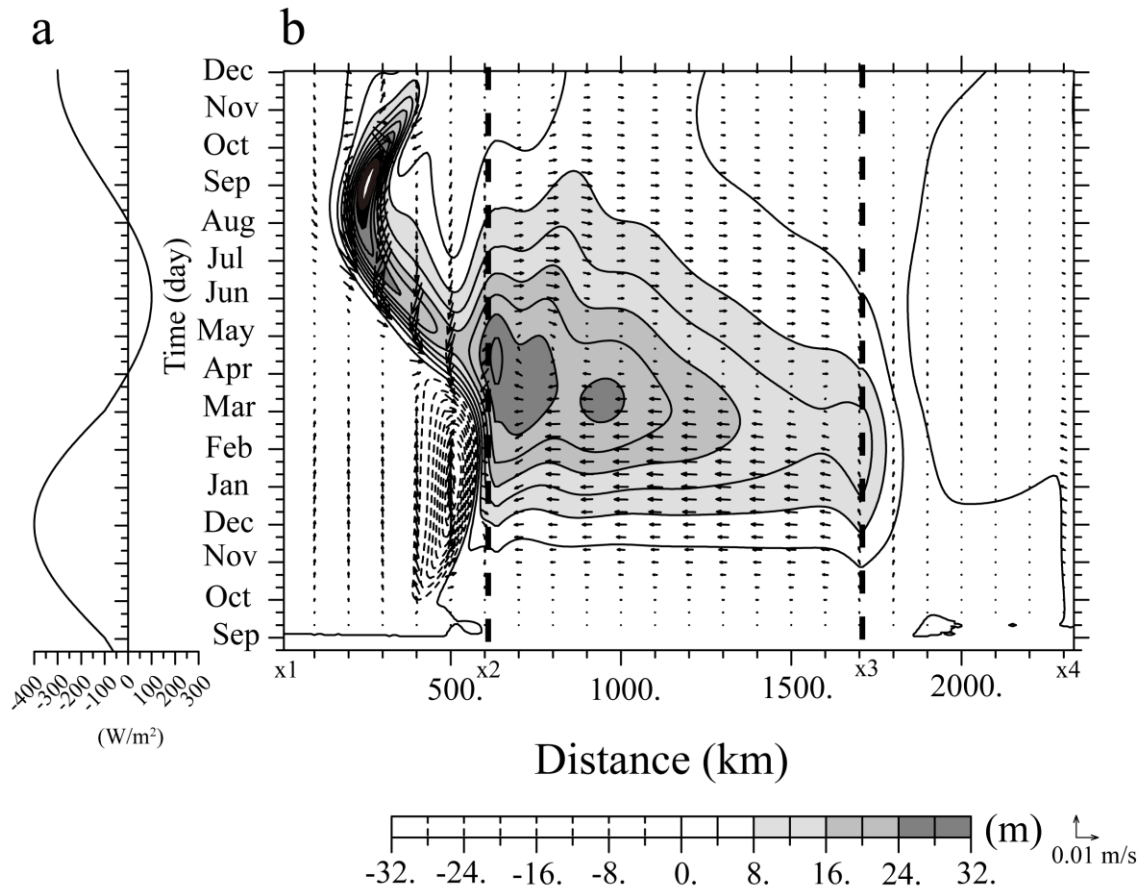 a
b
Time (day)
Dec
Nov
Oct
Sep
Aug
Jul
Jun
May
Apr
Mar
Feb
Jan
Dec
Nov
Oct
Sep
-400 -300 -200 -100 0 100 200 300
(W/m²)
x1 x2 x3 x4
500. 1000. 1500. 2000.
Distance (km)
(m)
-32. -24. -16. -8. 0. 8. 16. 24. 32.
0.01 m/s